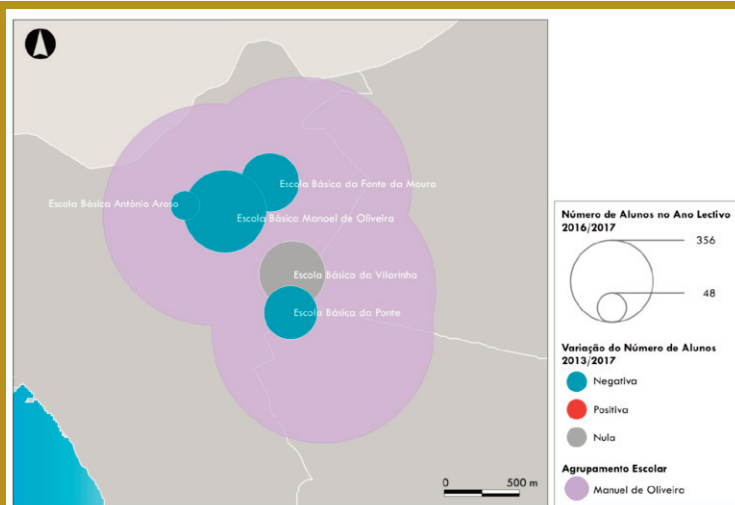 Escola Básica da Fonte da Moura
Escola Básica António Aroso
Escola Básica Manoel de Oliveira
Escola Básica da Vilarinha
Escola Básica da Ponte
0 500 m
Número de Alunos no Ano Lectivo
2016/2017
356
48
Variação do Número de Alunos
2013/2017
Negativa
Positiva
Nula
Agrupamento Escolar
Manuel de Oliveira